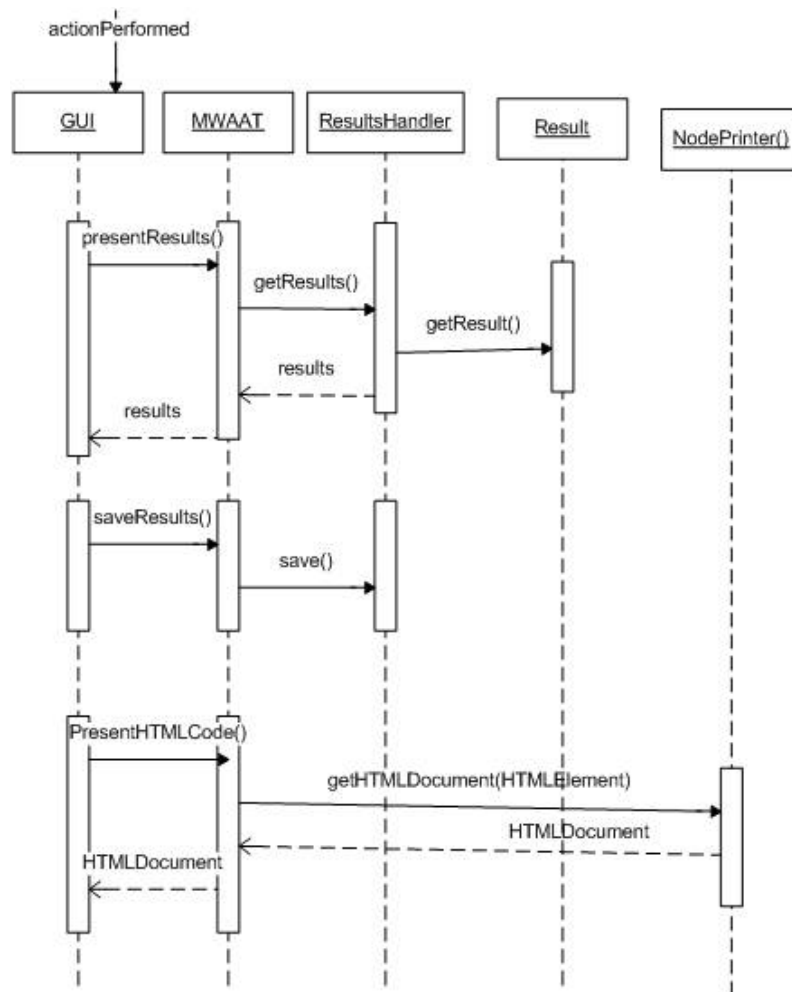 actionPerformed
GUI
MWAAT
ResultsHandler
Result
NodePrinter()
presentResults()
getResults()
getResult()
results
results
saveResults()
save()
PresentHTMLCode()
getHTMLDocument(HTMLElement)
HTMLDocument
HTMLDocument